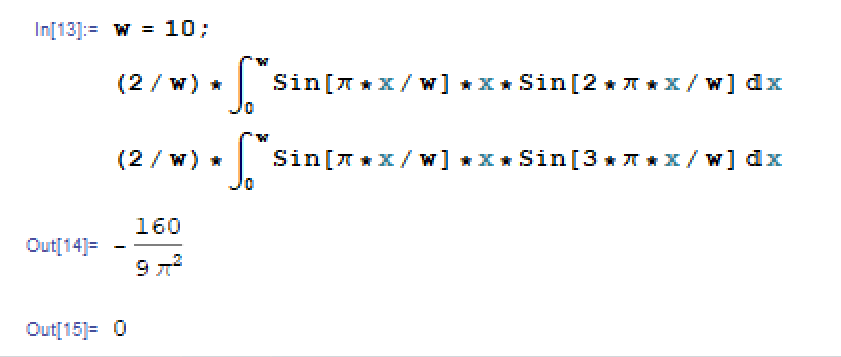 In[13]:= w = 10;
(2 / w) * ∫₀ʷ Sin[π * x / w] * x * Sin[2 * π * x / w] ⅆx
(2 / w) * ∫₀ʷ Sin[π * x / w] * x * Sin[3 * π * x / w] ⅆx
Out[14]= - 160 / 9 π²
Out[15]= 0